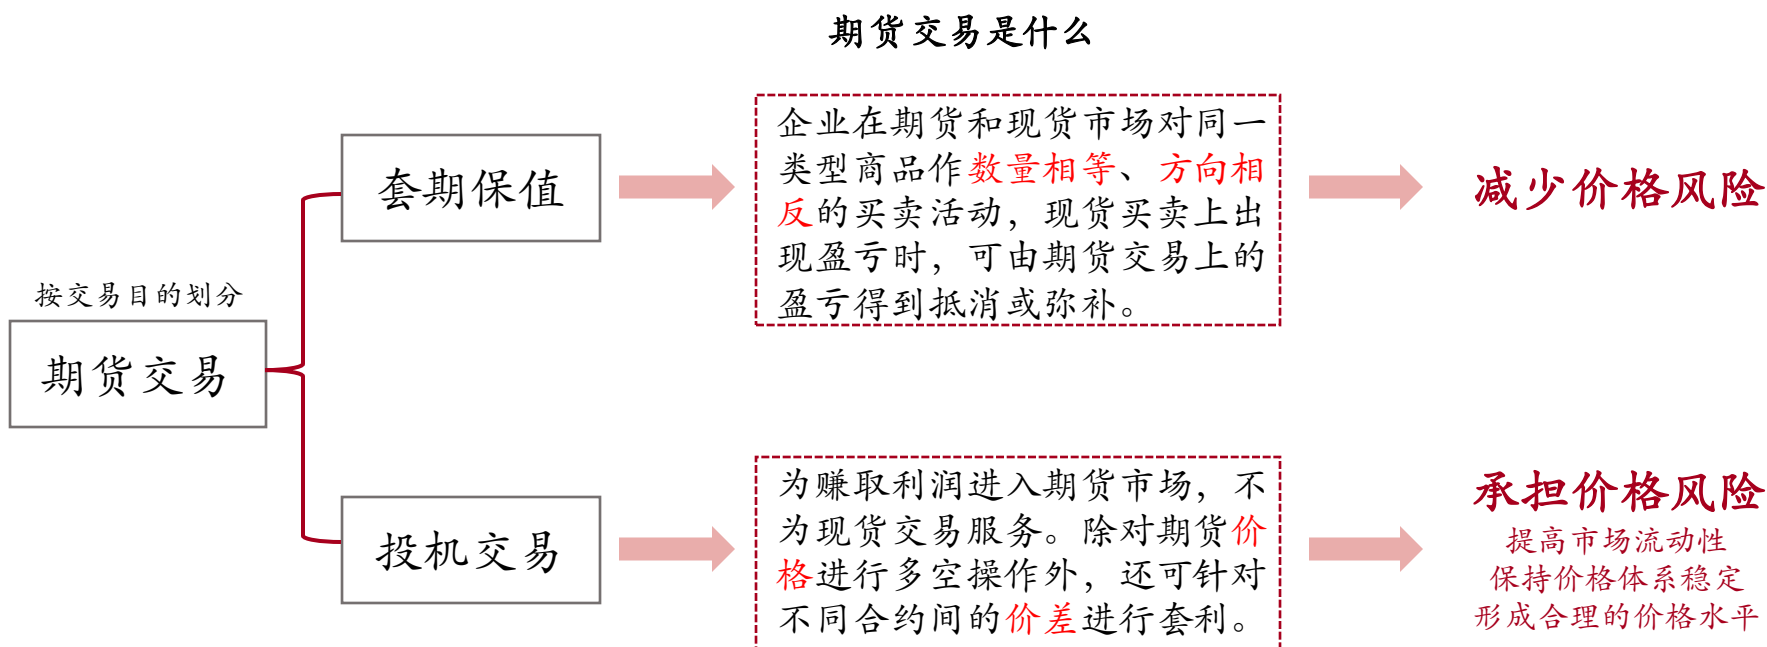 期货交易是什么
按交易目的划分
期货交易
套期保值
企业在期货和现货市场对同一
类型商品作数量相等、方向相
反的买卖活动，现货买卖上出
现盈亏时，可由期货交易上的
盈亏得到抵消或弥补。
减少价格风险
投机交易
为赚取利润进入期货市场，不
为现货交易服务。除对期货价
格进行多空操作外，还可针对
不同合约间的价差进行套利。
承担价格风险
提高市场流动性
保持价格体系稳定
形成合理的价格水平